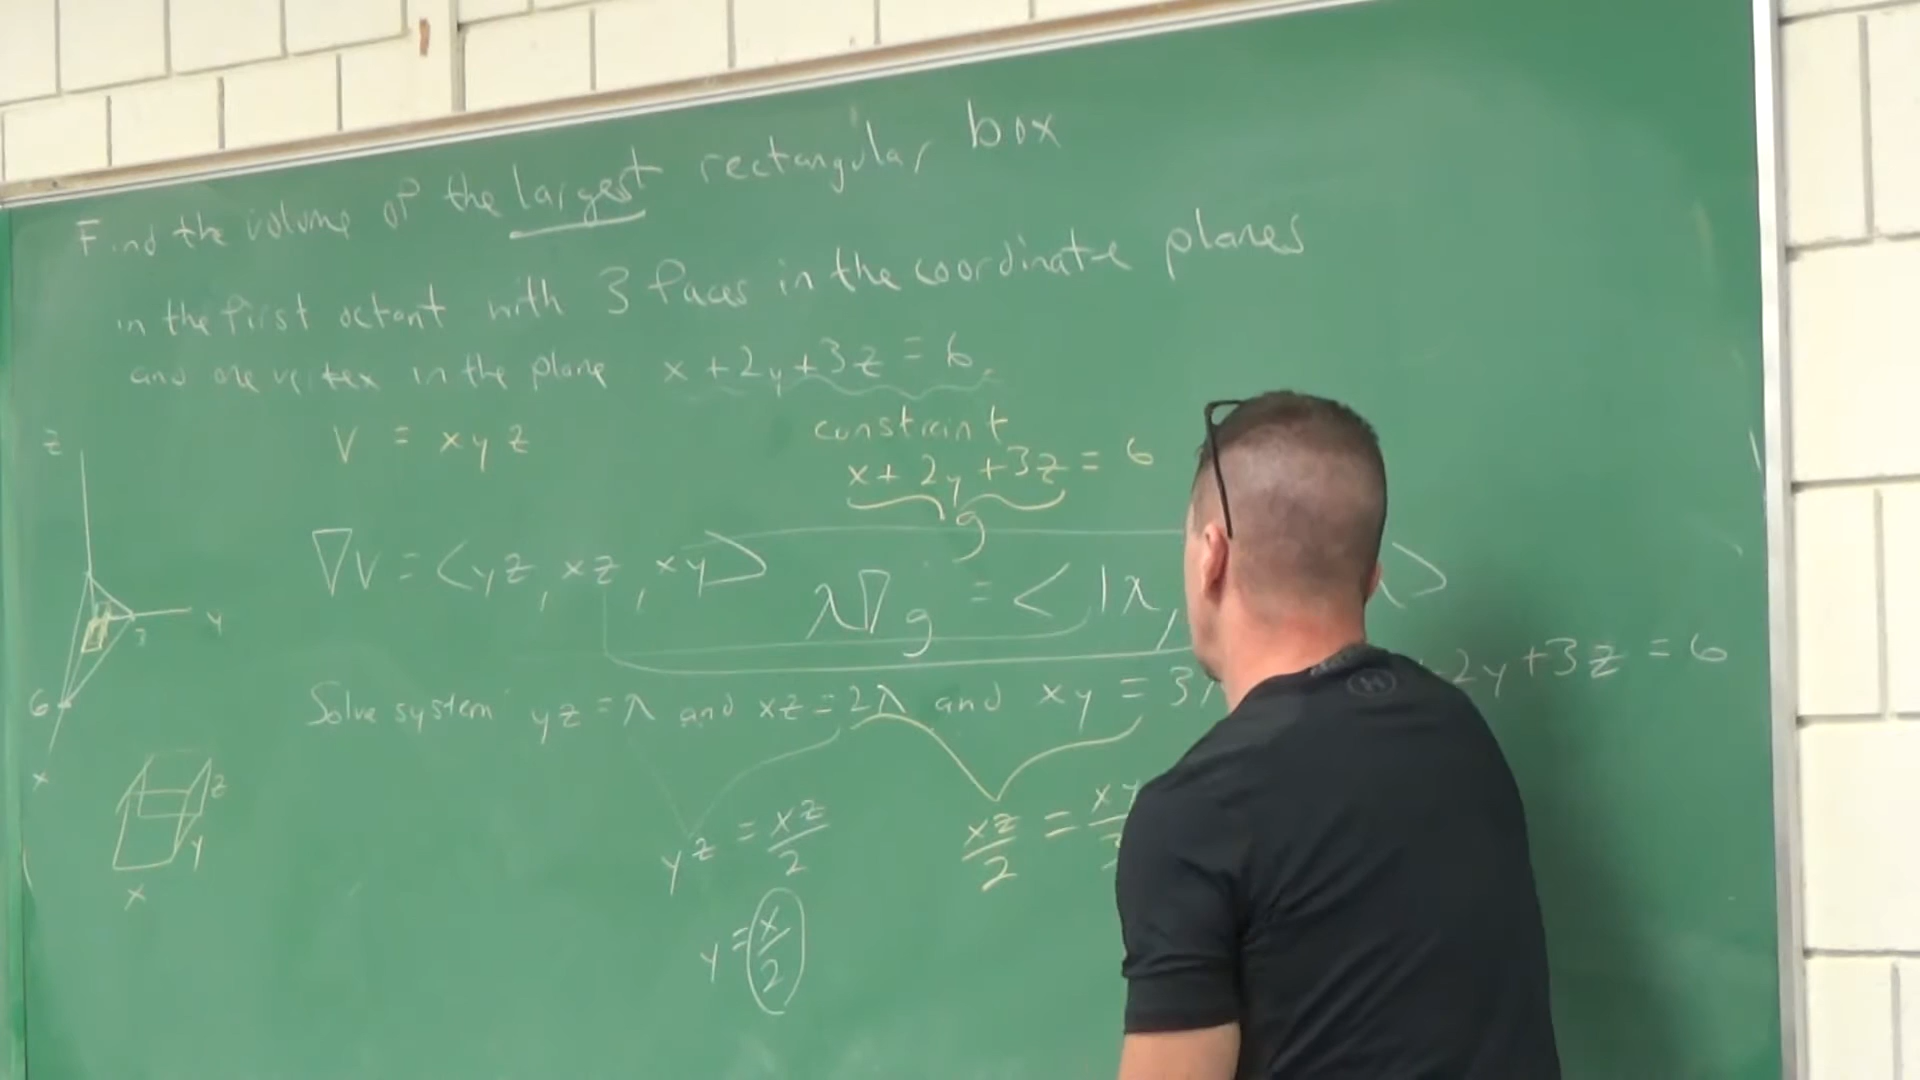 Find the volume of the largest rectangular box
in the first octant with 3 faces in the coordinate planes
and one vertex in the plane x + 2y + 3z = 6.
V = xyz
constraint
x + 2y + 3z = 6
g
∇V = <yz, xz, xy>
λ∇g = <1λ, λ>
Solve system yz = λ and xz = 2λ and xy = 3 2y + 3z = 6
yz = xz/2
xz/2 = xy
y = x/2
z
y
3
6
x
z
y
x